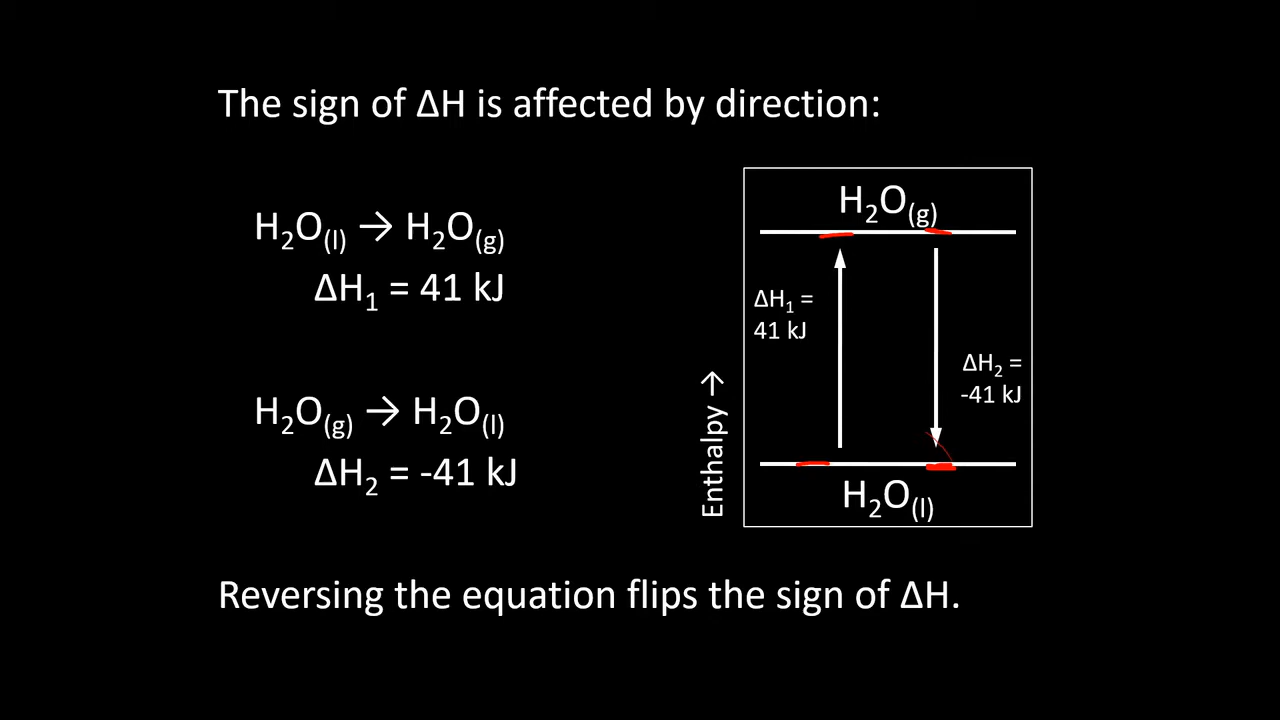 The sign of ΔH is affected by direction:
H₂O₍l₎ → H₂O₍g₎
ΔH₁ = 41 kJ
H₂O₍g₎ → H₂O₍l₎
ΔH₂ = -41 kJ
H₂O₍g₎
ΔH₁ =
41 kJ
ΔH₂ =
-41 kJ
Enthalpy →
H₂O₍l₎
Reversing the equation flips the sign of ΔH.